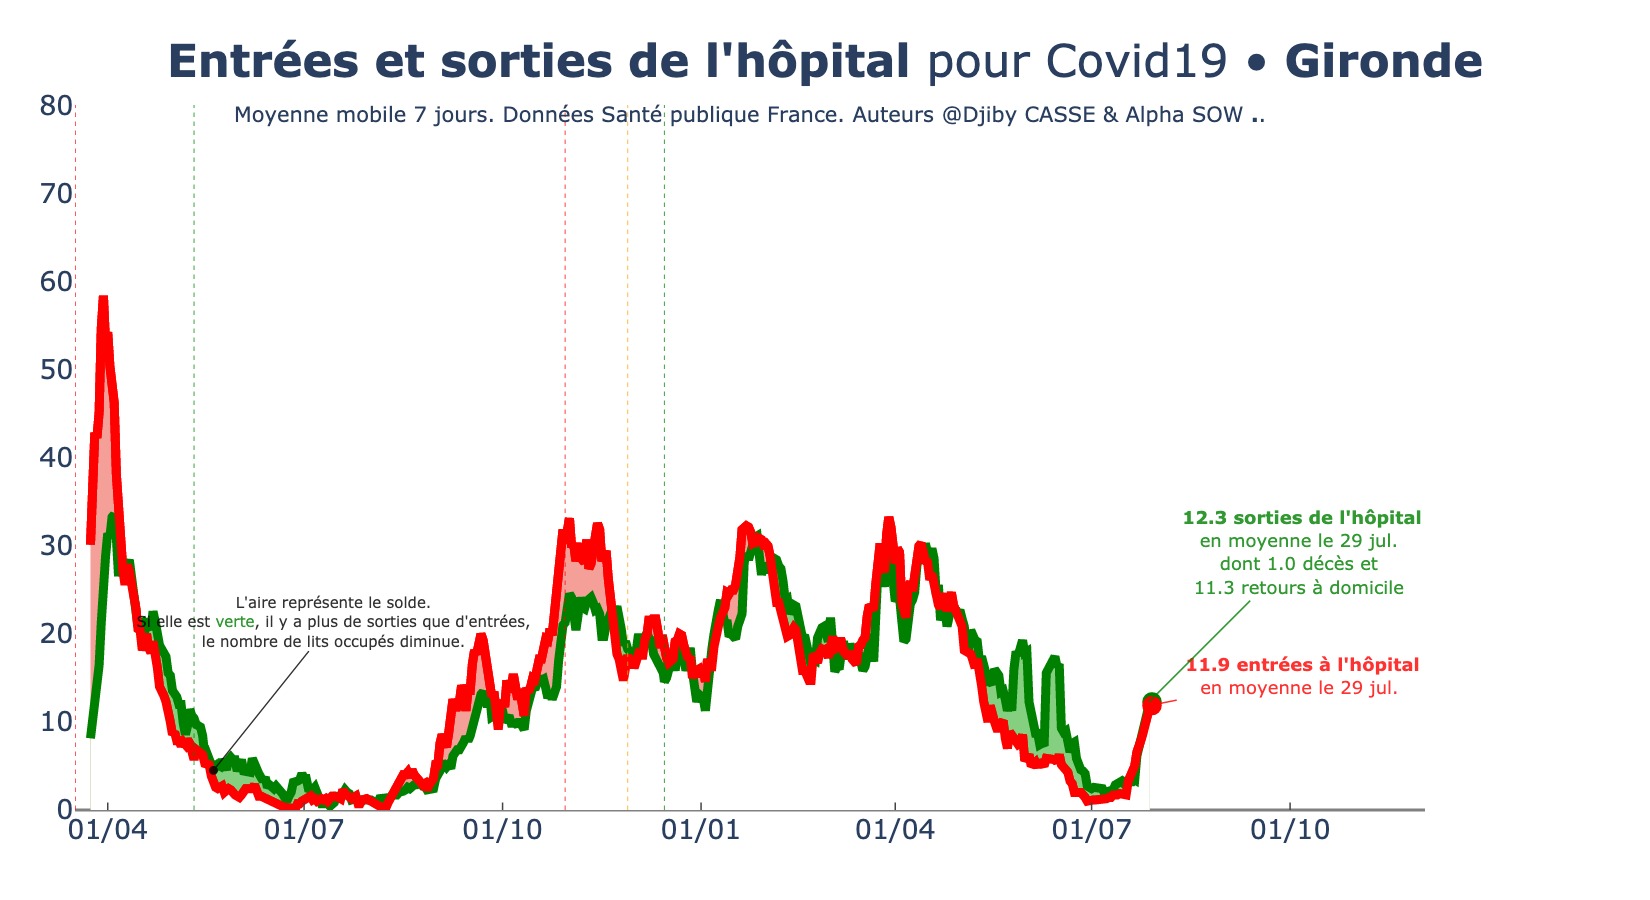 Entrées et sorties de l'hôpital pour Covid19 • Gironde
Moyenne mobile 7 jours. Données Santé publique France. Auteurs @Djiby CASSE & Alpha SOW ..
80
70
60
50
40
30
20
10
0
L'aire représente le solde.
Si elle est verte, il y a plus de sorties que d'entrées,
le nombre de lits occupés diminue.
12.3 sorties de l'hôpital
en moyenne le 29 jul.
dont 1.0 décès et
11.3 retours à domicile
11.9 entrées à l'hôpital
en moyenne le 29 jul.
01/04 01/07 01/10 01/01 01/04 01/07 01/10